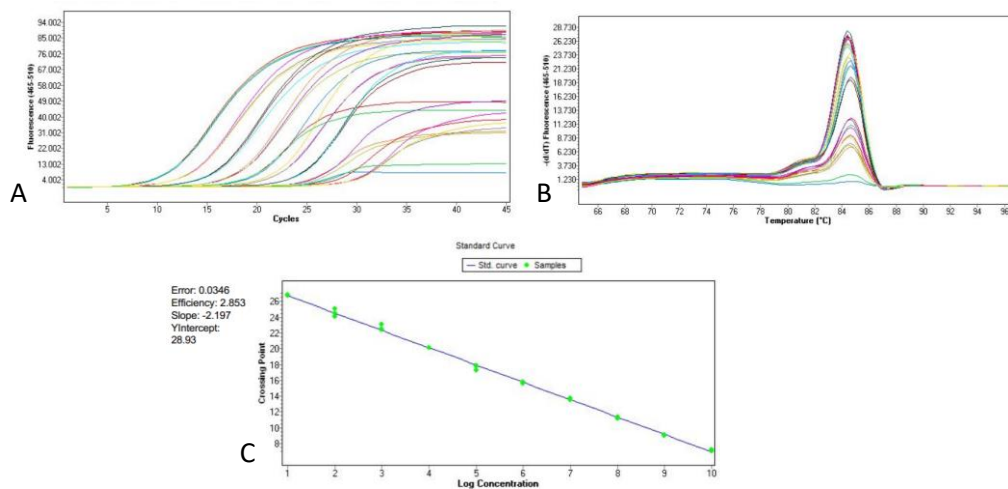 94.002
85.002
76.002
67.002
58.002
49.002
40.002
31.002
22.002
13.002
4.002
Fluorescence (465-510)
5 10 15 20 25 30 35 40 45
Cycles
A
28.730
26.230
23.730
21.230
18.730
16.230
13.730
11.230
8.730
6.230
3.730
1.230
-(d/dT) Fluorescence (465-510)
66 68 70 72 74 76 78 80 82 84 86 88 90 92 94 96
Temperature (°C)
B
Standard Curve
Std. curve Samples
Error: 0.0346
Efficiency: 2.853
Slope: -2.197
YIntercept:
28.93
26
24
22
20
18
16
14
12
10
8
Crossing Point
1 2 3 4 5 6 7 8 9 10
Log Concentration
C